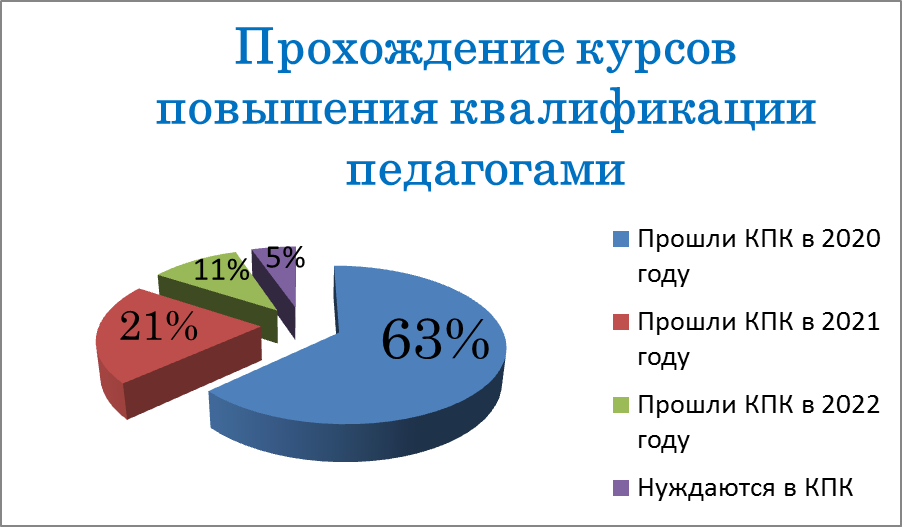 Прохождение курсов
повышения квалификации
педагогами
5%
11%
21%
63%
Прошли КПК в 2020
году
Прошли КПК в 2021
году
Прошли КПК в 2022
году
Нуждаются в КПК